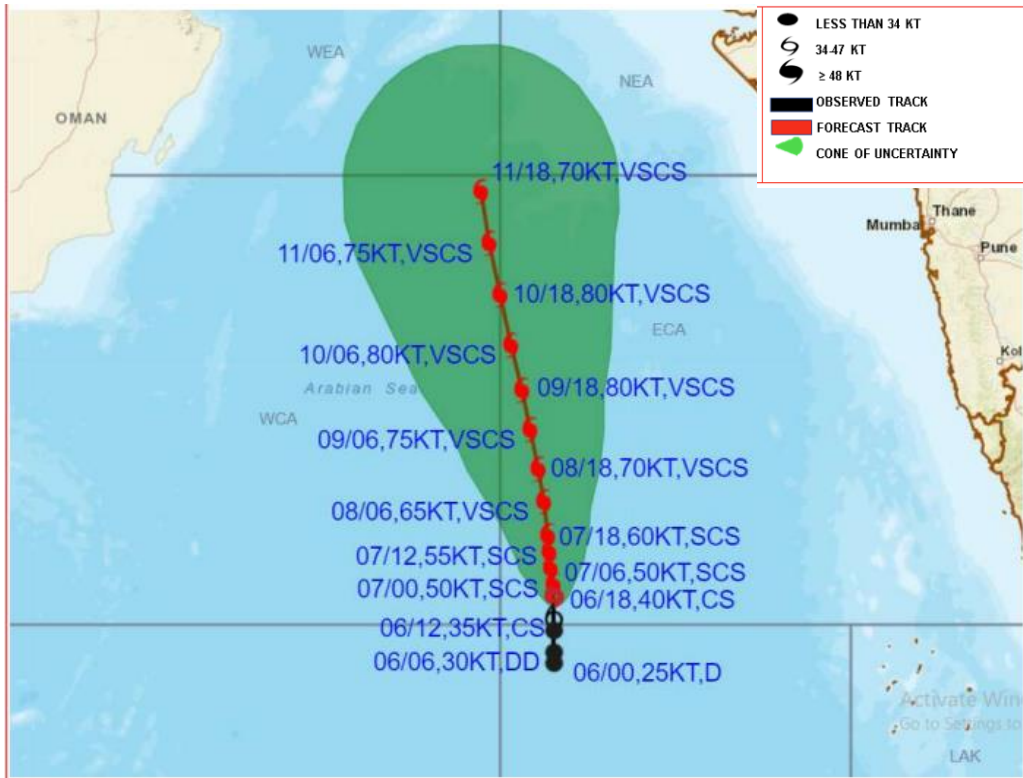 LESS THAN 34 KT
34-47 KT
≥ 48 KT
OBSERVED TRACK
FORECAST TRACK
CONE OF UNCERTAINTY
WEA
NEA
OMAN
11/18,70KT,VSCS
Thane
Mumba
Pune
11/06,75KT,VSCS
10/18,80KT,VSCS
ECA
Kol
10/06,80KT,VSCS
Arabian Sea
09/18,80KT,VSCS
WCA
09/06,75KT,VSCS
08/18,70KT,VSCS
08/06,65KT,VSCS
07/18,60KT,SCS
07/12,55KT,SCS
07/06,50KT,SCS
07/00,50KT,SCS
06/18,40KT,CS
06/12,35KT,CS
06/06,30KT,DD
06/00,25KT,D
Activate Win
Go to Settings to
LAK